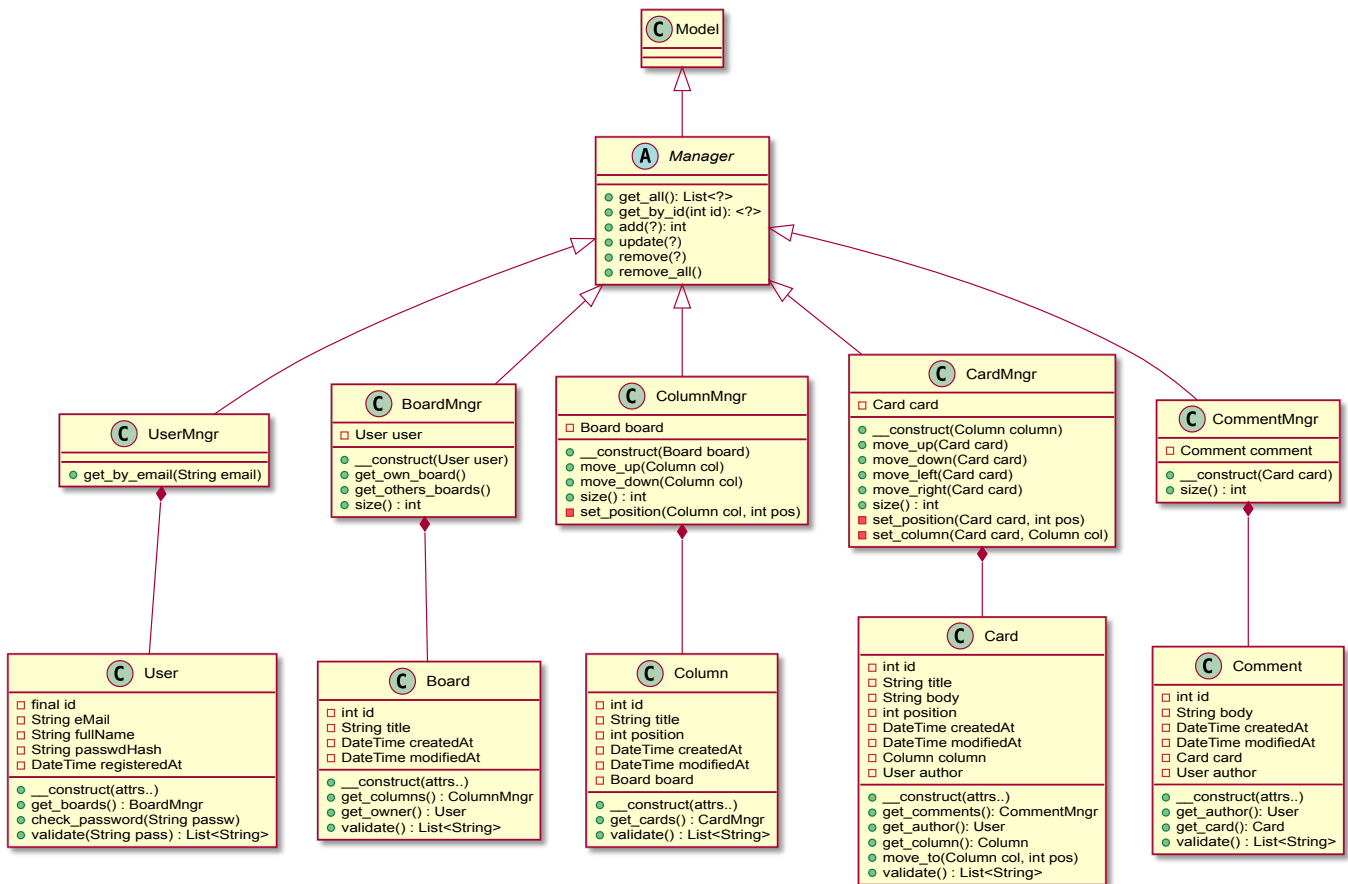 C Model
A Manager
get_all(): List<?>
get_by_id(int id): <?>
add(?): int
update(?)
remove(?)
remove_all()
C UserMngr
get_by_email(String email)
C BoardMngr
User user
__construct(User user)
get_own_board()
get_others_boards()
size() : int
C ColumnMngr
Board board
__construct(Board board)
move_up(Column col)
move_down(Column col)
size() : int
set_position(Column col, int pos)
C CardMngr
Card card
__construct(Column column)
move_up(Card card)
move_down(Card card)
move_left(Card card)
move_right(Card card)
size() : int
set_position(Card card, int pos)
set_column(Card card, Column col)
C CommentMngr
Comment comment
__construct(Card card)
size() : int
C User
final id
String eMail
String fullName
String passwdHash
DateTime registeredAt
__construct(attrs..)
get_boards() : BoardMngr
check_password(String passw)
validate(String pass) : List<String>
C Board
int id
String title
DateTime createdAt
DateTime modifiedAt
__construct(attrs..)
get_columns() : ColumnMngr
get_owner() : User
validate() : List<String>
C Column
int id
String title
int position
DateTime createdAt
DateTime modifiedAt
Board board
__construct(attrs..)
get_cards() : CardMngr
validate() : List<String>
C Card
int id
String title
String body
int position
DateTime createdAt
DateTime modifiedAt
Column column
User author
__construct(attrs..)
get_comments(): CommentMngr
get_author(): User
get_column(): Column
move_to(Column col, int pos)
validate() : List<String>
C Comment
int id
String body
DateTime createdAt
DateTime modifiedAt
Card card
User author
__construct(attrs..)
get_author(): User
get_card(): Card
validate() : List<String>